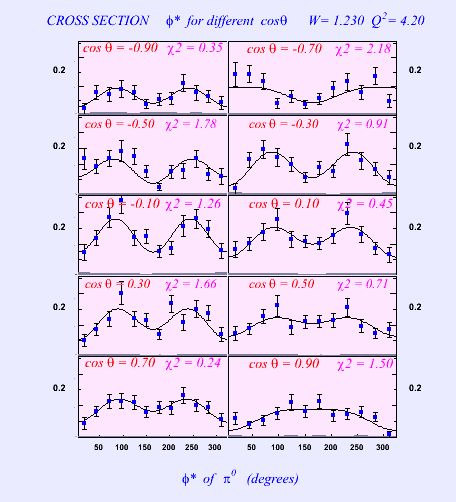 CROSS SECTION ϕ* for different cosθ W= 1.230 Q²= 4.20
cos θ = -0.90 χ2 = 0.35 cos θ = -0.70 χ2 = 2.18
0.2 0.2
cos θ = -0.50 χ2 = 1.78 cos θ = -0.30 χ2 = 0.91
0.2 0.2
cos θ = -0.10 χ2 = 1.26 cos θ = 0.10 χ2 = 0.45
0.2 0.2
cos θ = 0.30 χ2 = 1.66 cos θ = 0.50 χ2 = 0.71
0.2 0.2
cos θ = 0.70 χ2 = 0.24 cos θ = 0.90 χ2 = 1.50
0.2 0.2
50 100 150 200 250 300 50 100 150 200 250 300
ϕ* of π⁰ (degrees)